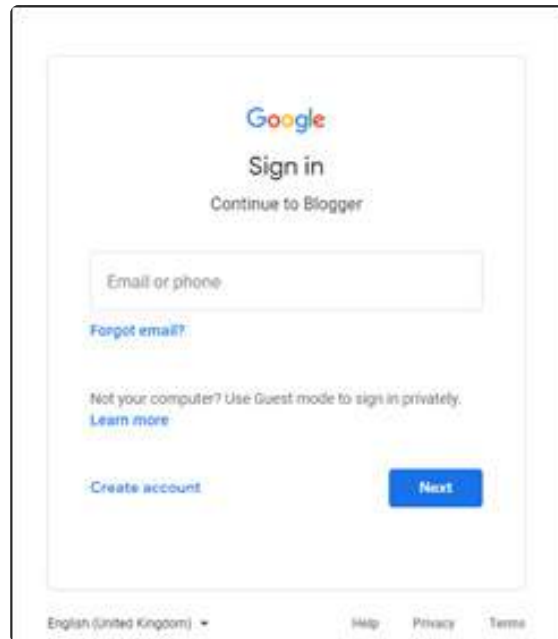 Google
Sign in
Continue to Blogger
Email or phone
Forgot email?
Not your computer? Use Guest mode to sign in privately.
Learn more
Create account
Next
English (United Kingdom)
Help Privacy Terms